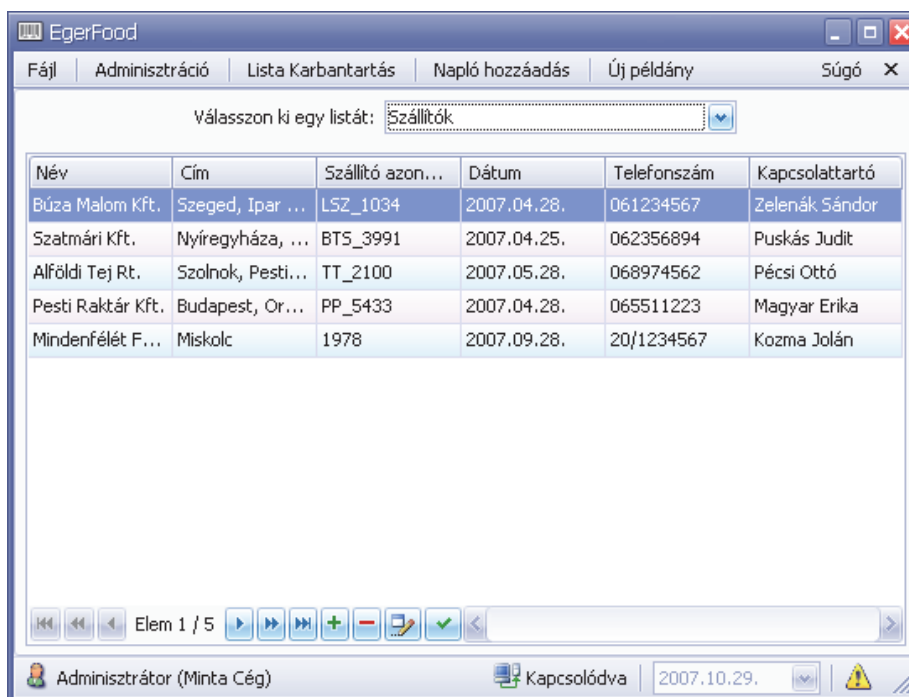 EgerFood
Fájl Adminisztráció Lista Karbantartás Napló hozzáadás Új példány Súgó
Válasszon ki egy listát: Szállítók
Név Cím Szállító azon... Dátum Telefonszám Kapcsolattartó
Búza Malom Kft. Szeged, Ipar ... LSZ_1034 2007.04.28. 061234567 Zelenák Sándor
Szatmári Kft. Nyíregyháza, ... BTS_3991 2007.04.25. 062356894 Puskás Judit
Alföldi Tej Rt. Szolnok, Pesti... TT_2100 2007.05.28. 068974562 Pécsi Ottó
Pesti Raktár Kft. Budapest, Or... PP_5433 2007.04.28. 065511223 Magyar Erika
Mindenfélét F... Miskolc 1978 2007.09.28. 20/1234567 Kozma Jolán
Elem 1 / 5
Adminisztrátor (Minta Cég) Kapcsolódva 2007.10.29.